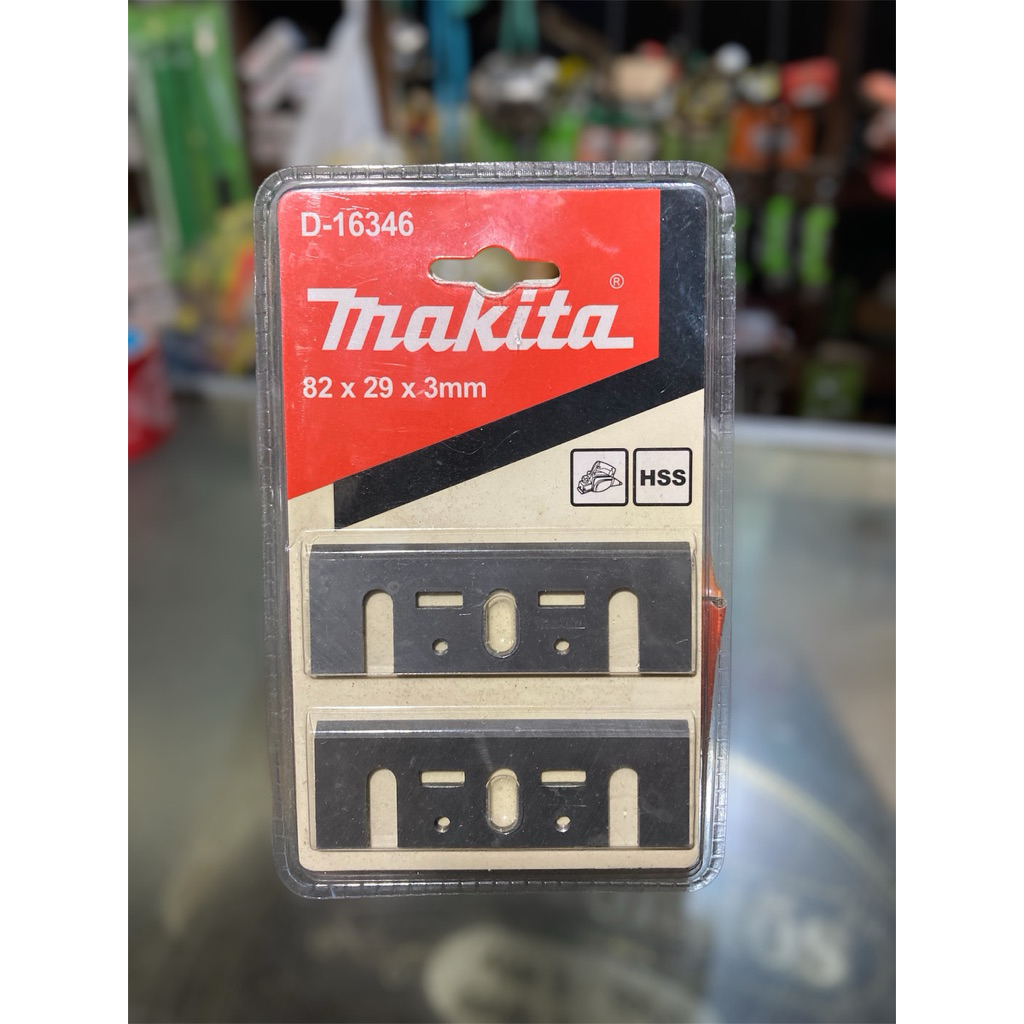 D-16346
makita®
82 x 29 x 3mm
HSS